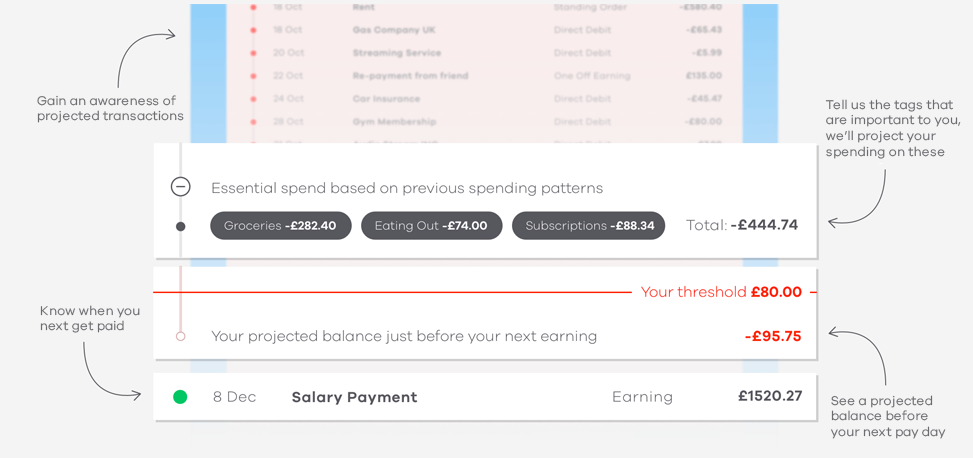 18 Oct Rent Standing Order -£580.40
18 Oct Gas Company UK Direct Debit -£65.43
20 Oct Streaming Service Direct Debit -£5.99
22 Oct Re-payment from friend One Off Earning £135.00
24 Oct Car Insurance Direct Debit -£45.47
28 Oct Gym Membership Direct Debit -£80.00
Gain an awareness of
projected transactions
Tell us the tags that
are important to you,
we'll project your
spending on these
Essential spend based on previous spending patterns
Groceries -£282.40 Eating Out -£74.00 Subscriptions -£88.34 Total: -£444.74
Your threshold £80.00
Know when you
next get paid
Your projected balance just before your next earning -£95.75
8 Dec Salary Payment Earning £1520.27
See a projected
balance before
your next pay day